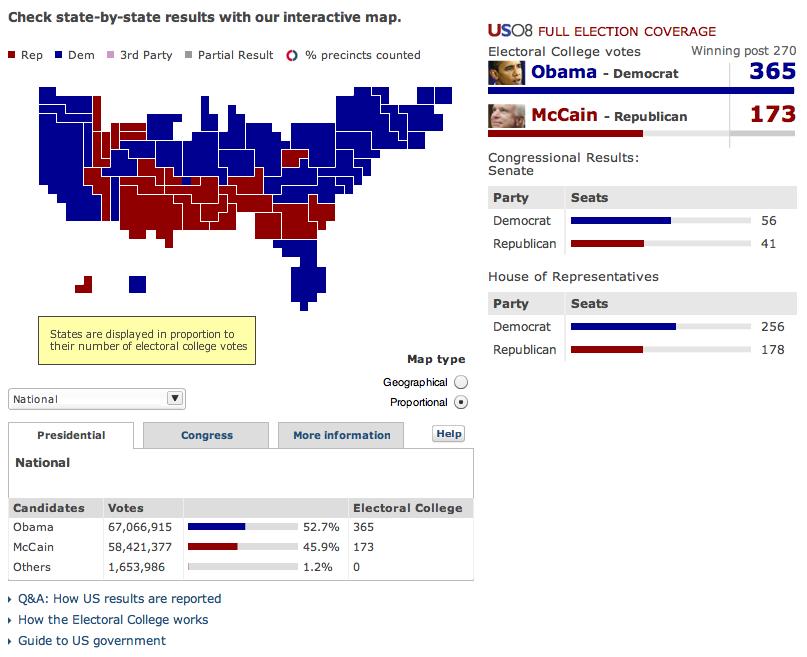 Check state-by-state results with our interactive map.
Rep Dem 3rd Party Partial Result % precincts counted
States are displayed in proportion to
their number of electoral college votes
Map type
Geographical
Proportional
National
Presidential Congress More information Help
National
Candidates Votes Electoral College
Obama 67,066,915 52.7% 365
McCain 58,421,377 45.9% 173
Others 1,653,986 1.2% 0
Q&A: How US results are reported
How the Electoral College works
Guide to US government
US08 FULL ELECTION COVERAGE
Electoral College votes Winning post 270
Obama - Democrat 365
McCain - Republican 173
Congressional Results:
Senate
Party Seats
Democrat 56
Republican 41
House of Representatives
Party Seats
Democrat 256
Republican 178